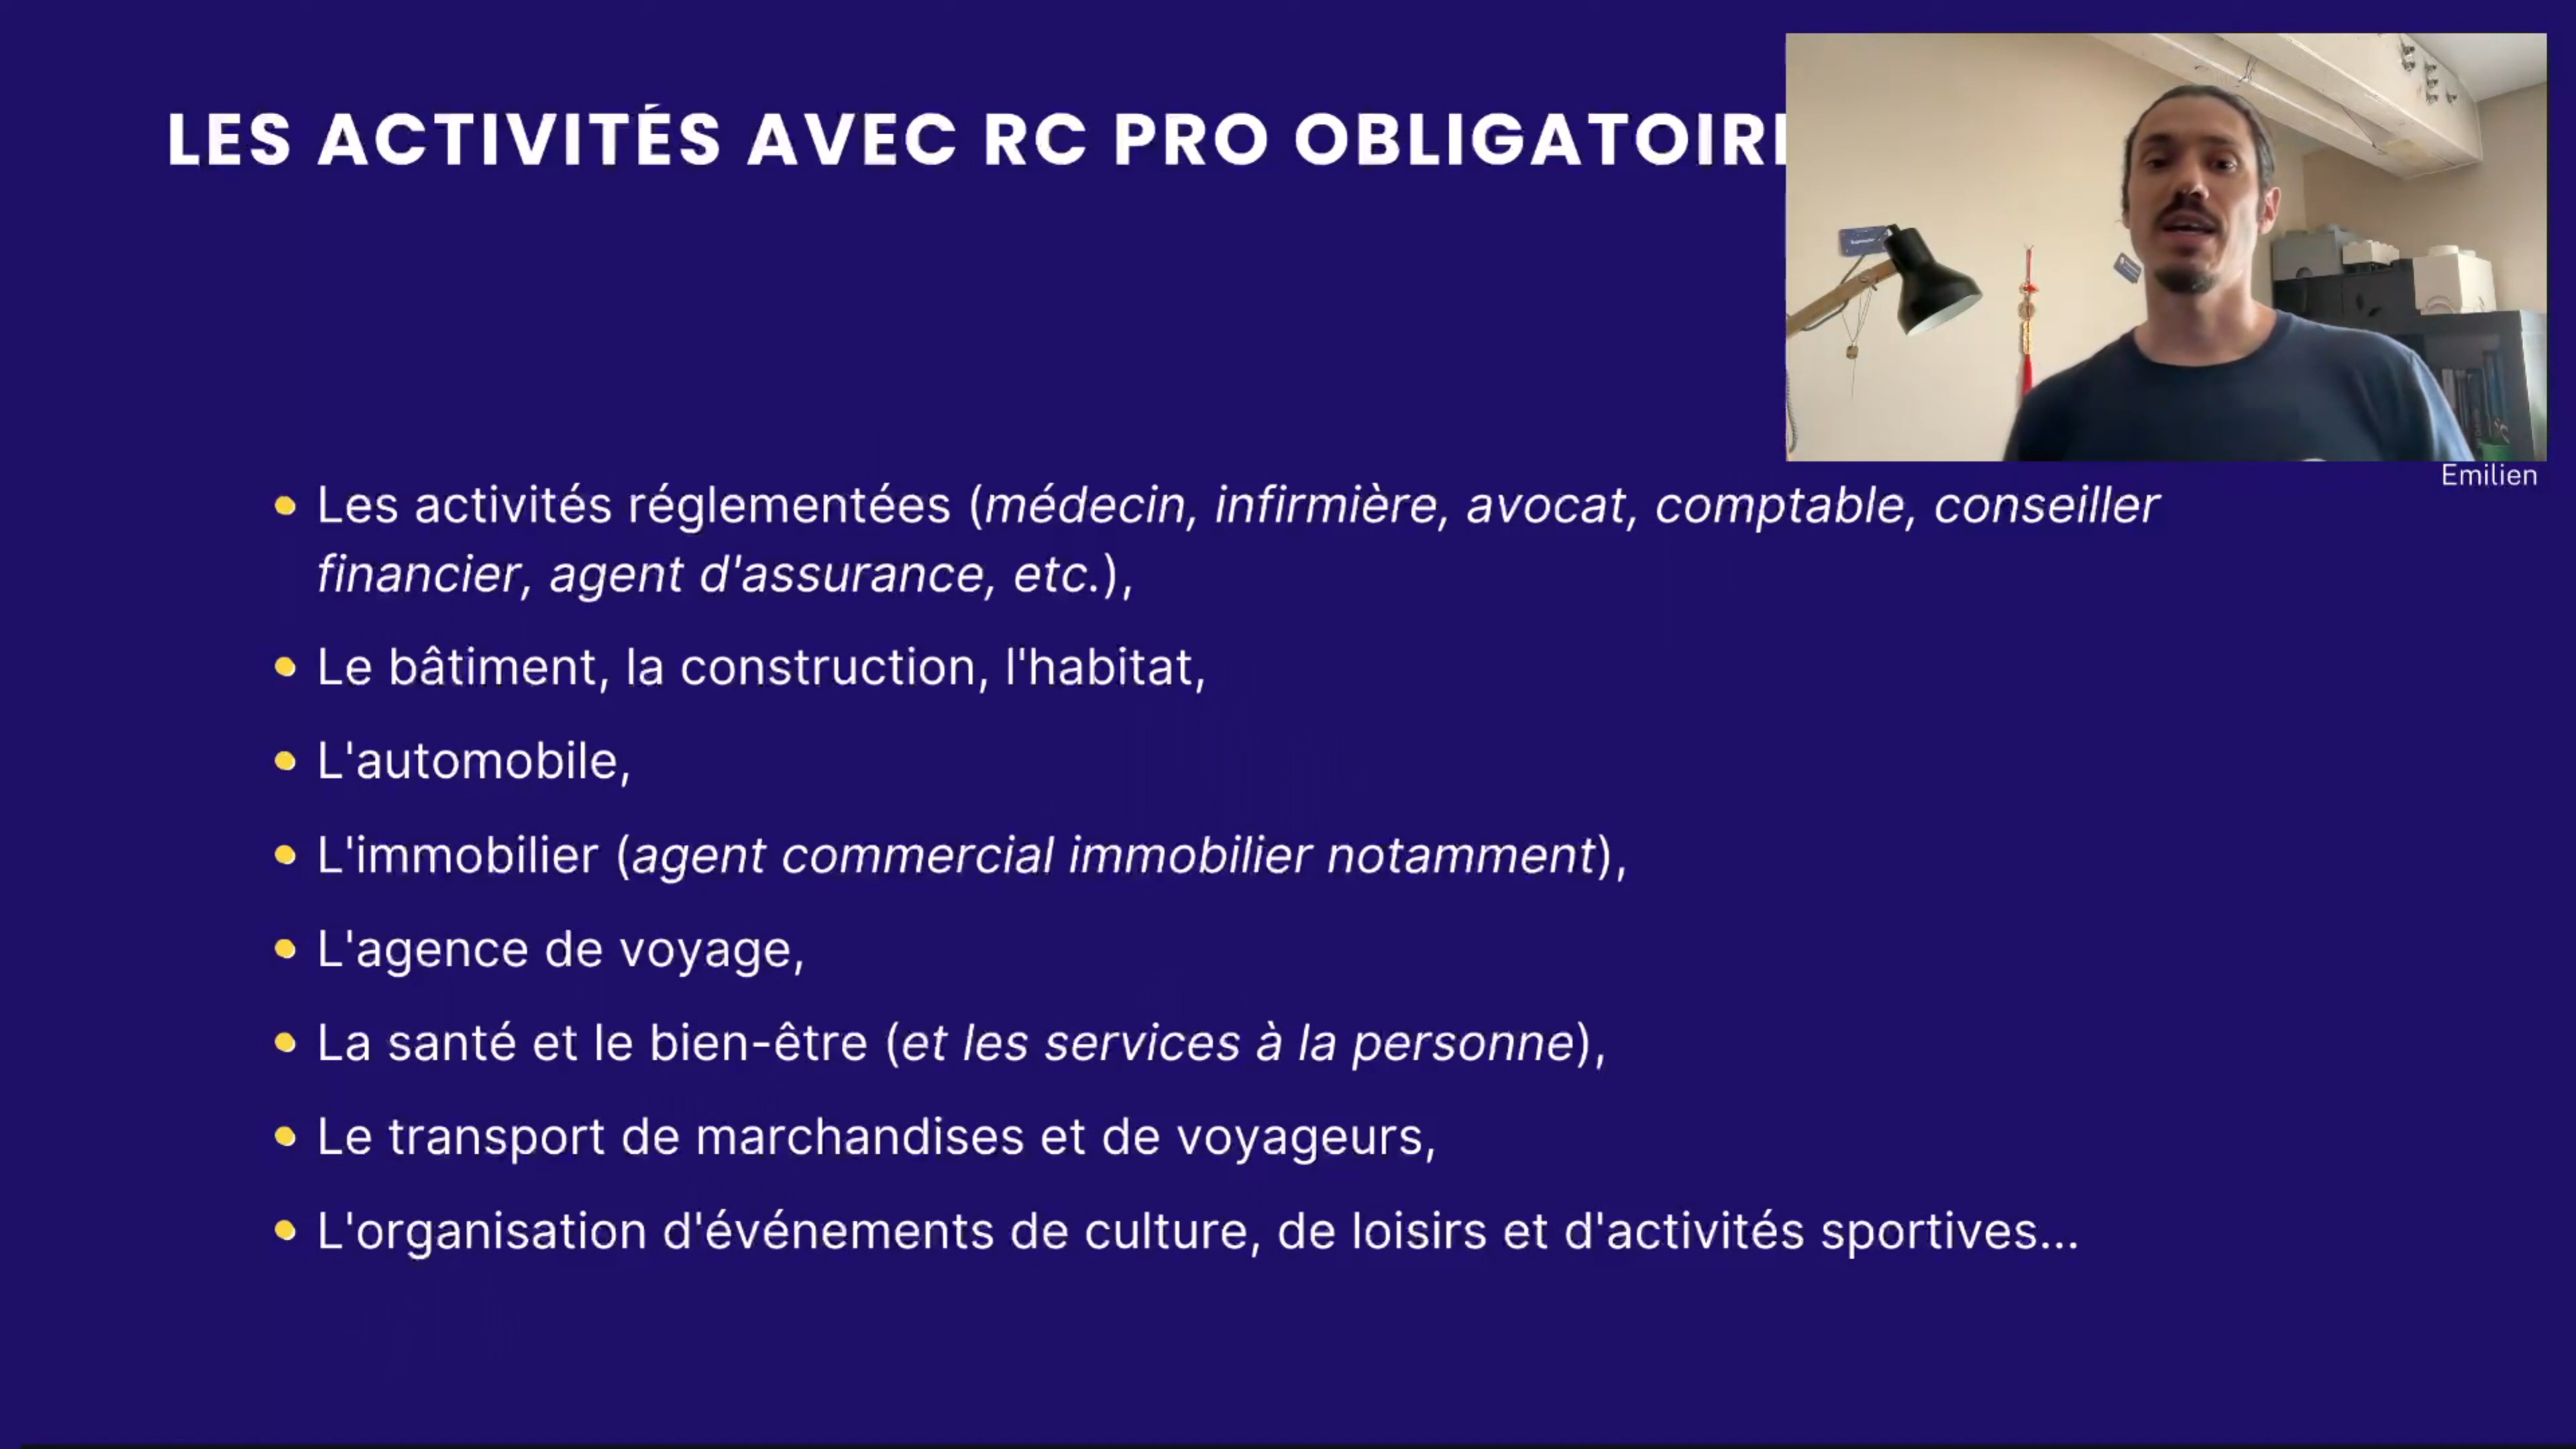 LES ACTIVITÉS AVEC RC PRO OBLIGATOIR
Emilien
• Les activités réglementées (médecin, infirmière, avocat, comptable, conseiller
financier, agent d'assurance, etc.),
• Le bâtiment, la construction, l'habitat,
• L'automobile,
• L'immobilier (agent commercial immobilier notamment),
• L'agence de voyage,
• La santé et le bien-être (et les services à la personne),
• Le transport de marchandises et de voyageurs,
• L'organisation d'événements de culture, de loisirs et d'activités sportives...